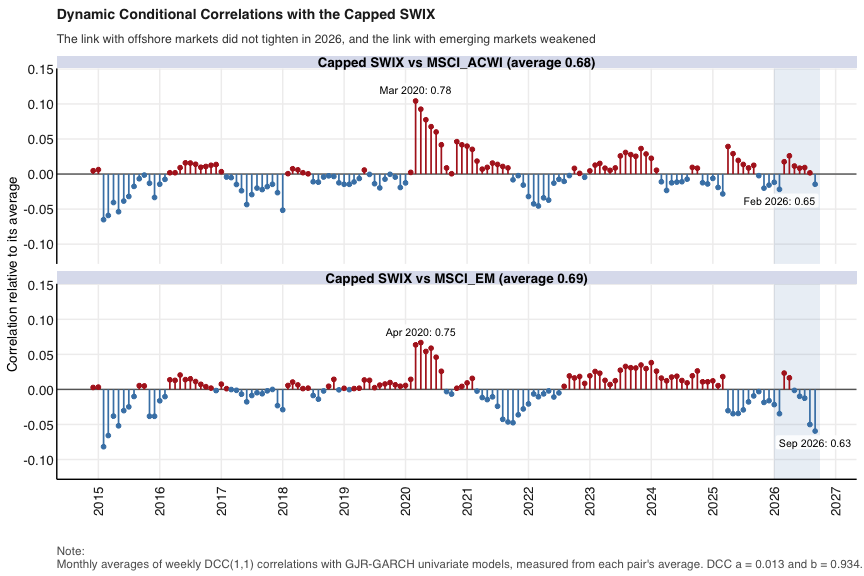 Dynamic Conditional Correlations with the Capped SWIX
The link with offshore markets did not tighten in 2026, and the link with emerging markets weakened
Capped SWIX vs MSCI_ACWI (average 0.68)
0.15
0.10
0.05
0.00
-0.05
-0.10
Mar 2020: 0.78
Feb 2026: 0.65
Correlation relative to its average
Capped SWIX vs MSCI_EM (average 0.69)
0.15
0.10
0.05
0.00
-0.05
-0.10
Apr 2020: 0.75
Sep 2026: 0.63
2015 2016 2017 2018 2019 2020 2021 2022 2023 2024 2025 2026 2027
Note:
Monthly averages of weekly DCC(1,1) correlations with GJR-GARCH univariate models, measured from each pair's average. DCC a = 0.013 and b = 0.934.